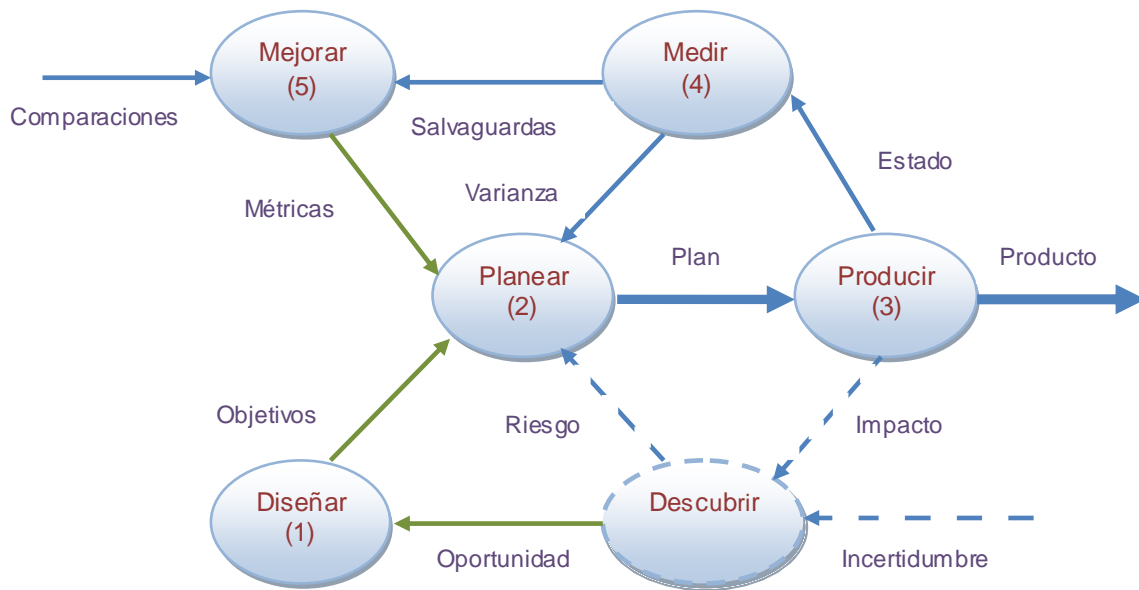 Mejorar
(5)
Medir
(4)
Comparaciones
Salvaguardas
Estado
Métricas
Varianza
Planear
(2)
Plan
Producir
(3)
Producto
Objetivos
Riesgo
Impacto
Diseñar
(1)
Descubrir
Oportunidad
Incertidumbre